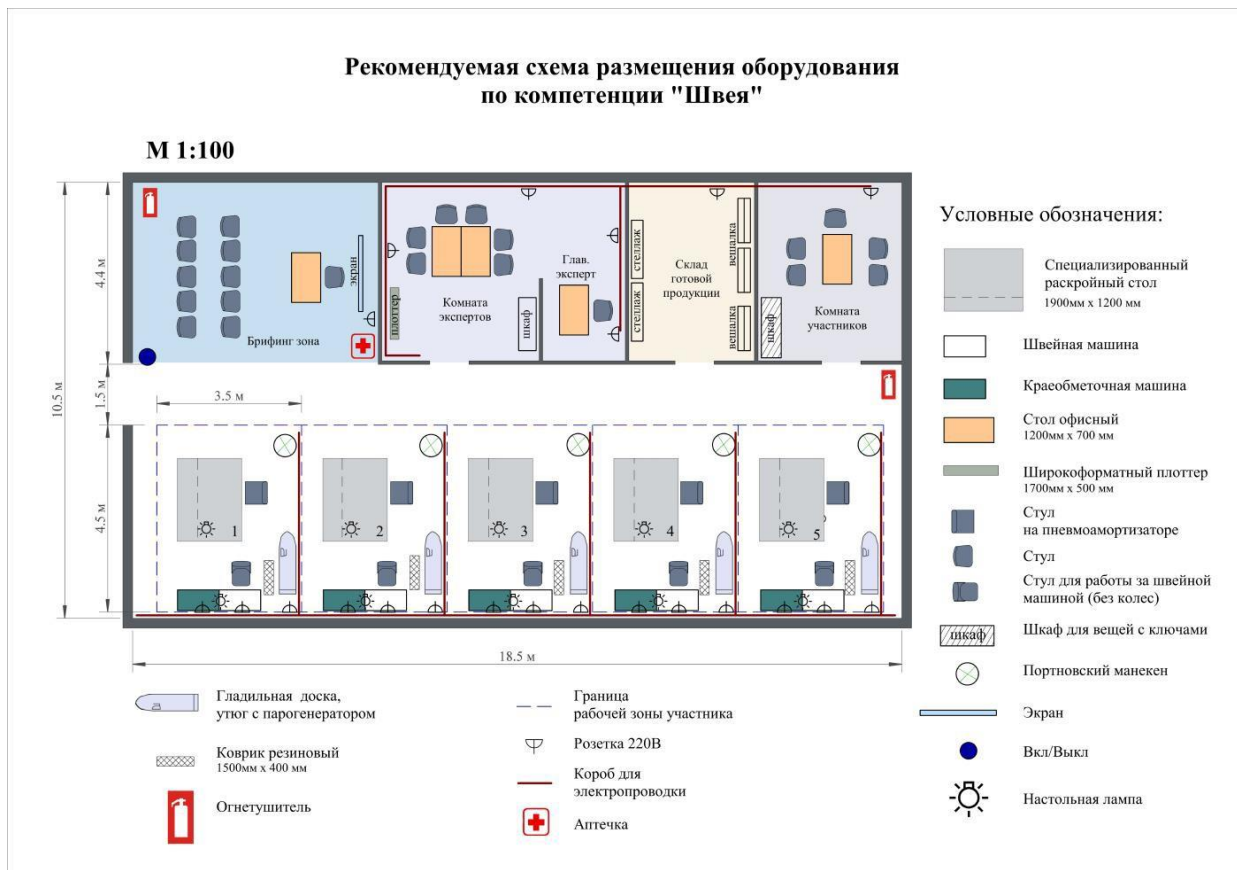 Рекомендуемая схема размещения оборудования
по компетенции "Швея"
М 1:100
4.4 м
1.5 м
10.5 м
4.5 м
3.5 м
18.5 м
экран
Брифинг зона
плоттер
Комната
экспертов
шкаф
Глав.
эксперт
стеллаж
стеллаж
Склад
готовой
продукции
вешалка
вешалка
шкаф
Комната
участников
1
2
3
4
5
Условные обозначения:
Специализированный
раскройный стол
1900мм х 1200 мм
Швейная машина
Краеобметочная машина
Стол офисный
1200мм х 700 мм
Широкоформатный плоттер
1700мм х 500 мм
Стул
на пневмоамортизаторе
Стул
Стул для работы за швейной
машиной (без колес)
шкаф
Шкаф для вещей с ключами
Портновский манекен
Экран
Вкл/Выкл
Настольная лампа
Гладильная доска,
утюг с парогенератором
Коврик резиновый
1500мм х 400 мм
Огнетушитель
Граница
рабочей зоны участника
Розетка 220В
Короб для
электропроводки
Аптечка